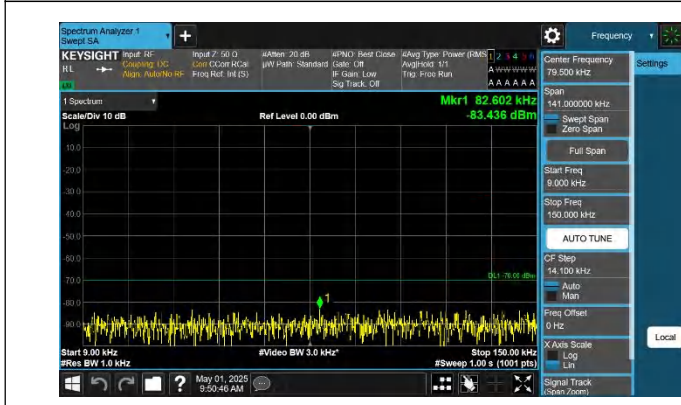 Spectrum Analyzer 1
Swept SA
+
Frequency
KEYSIGHT
RL
Input: RF
Coupling: DC
Align: Auto/No RF
Input Z: 50 Ω
Corr CCorr RCal
Freq Ref: Int (S)
#Atten: 20 dB
µW Path: Standard
#PNO: Best Close
Gate: Off
IF Gain: Low
Sig Track: Off
#Avg Type: Power (RMS
Avg|Hold: 1/1
Trig: Free Run
1 2 3 4 5 6
A W W W W W
A A A A A A
1 Spectrum
Scale/Div 10 dB
Ref Level 0.00 dBm
Mkr1 82.602 kHz
-83.436 dBm
Log
-10.0
-20.0
-30.0
-40.0
-50.0
-60.0
-70.0
-80.0
-90.0
DL1 -70.00 dBm
1
Start 9.00 kHz
#Res BW 1.0 kHz
#Video BW 3.0 kHz*
Stop 150.00 kHz
#Sweep 1.00 s (1001 pts)
?
May 01, 2025
9:50:46 AM
Center Frequency
79.500 kHz
Span
141.000000 kHz
Swept Span
Zero Span
Full Span
Start Freq
9.000 kHz
Stop Freq
150.000 kHz
AUTO TUNE
CF Step
14.100 kHz
Auto
Man
Freq Offset
0 Hz
X Axis Scale
Log
Lin
Signal Track
(Span Zoom)
Settings
Local